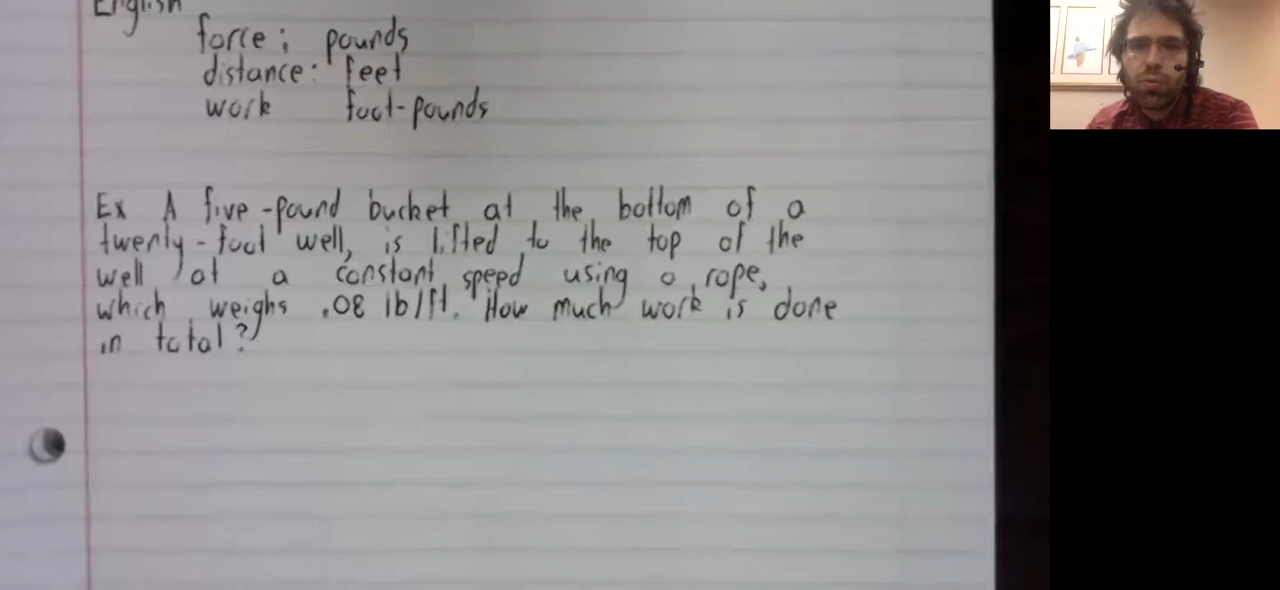 English
force: pounds
distance: feet
work foot-pounds
Ex A five-pound bucket at the bottom of a
twenty-foot well, is lifted to the top of the
well at a constant speed using a rope,
which weighs .08 lb/ft. How much work is done
in total?